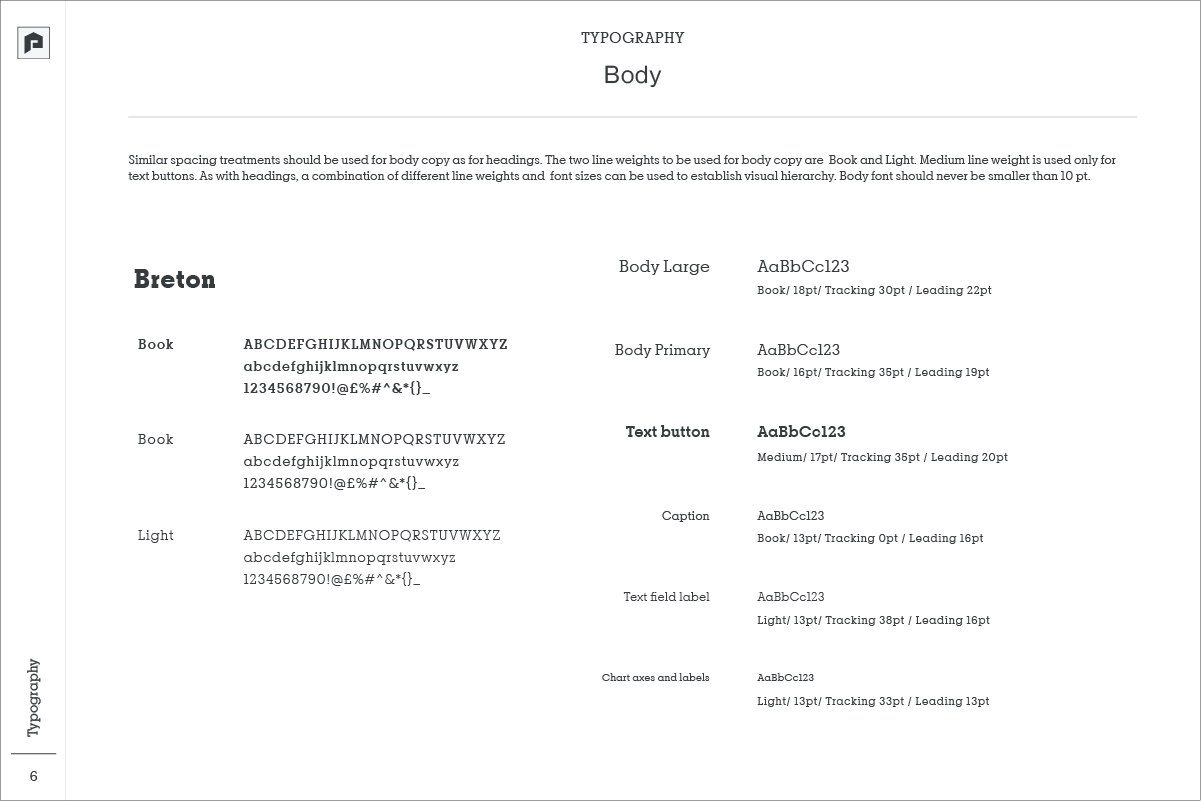 TYPOGRAPHY
Body
Similar spacing treatments should be used for body copy as for headings. The two line weights to be used for body copy are  Book and Light. Medium line weight is used only for
text buttons. As with headings, a combination of different line weights and  font sizes can be used to establish visual hierarchy. Body font should never be smaller than 10 pt.
Breton
Book
ABCDEFGHIJKLMNOPQRSTUVWXYZ
abcdefghijklmnopqrstuvwxyz
1234568790!@£%#^&*{}_
Book
ABCDEFGHIJKLMNOPQRSTUVWXYZ
abcdefghijklmnopqrstuvwxyz
1234568790!@£%#^&*{}_
Light
ABCDEFGHIJKLMNOPQRSTUVWXYZ
abcdefghijklmnopqrstuvwxyz
1234568790!@£%#^&*{}_
Body Large
AaBbCc123
Book/ 18pt/ Tracking 30pt / Leading 22pt
Body Primary
AaBbCc123
Book/ 16pt/ Tracking 35pt / Leading 19pt
Text button
AaBbCc123
Medium/ 17pt/ Tracking 35pt / Leading 20pt
Caption
AaBbCc123
Book/ 13pt/ Tracking 0pt / Leading 16pt
Text field label
AaBbCc123
Light/ 13pt/ Tracking 38pt / Leading 16pt
Chart axes and labels
AaBbCc123
Light/ 13pt/ Tracking 33pt / Leading 13pt
Typography
6